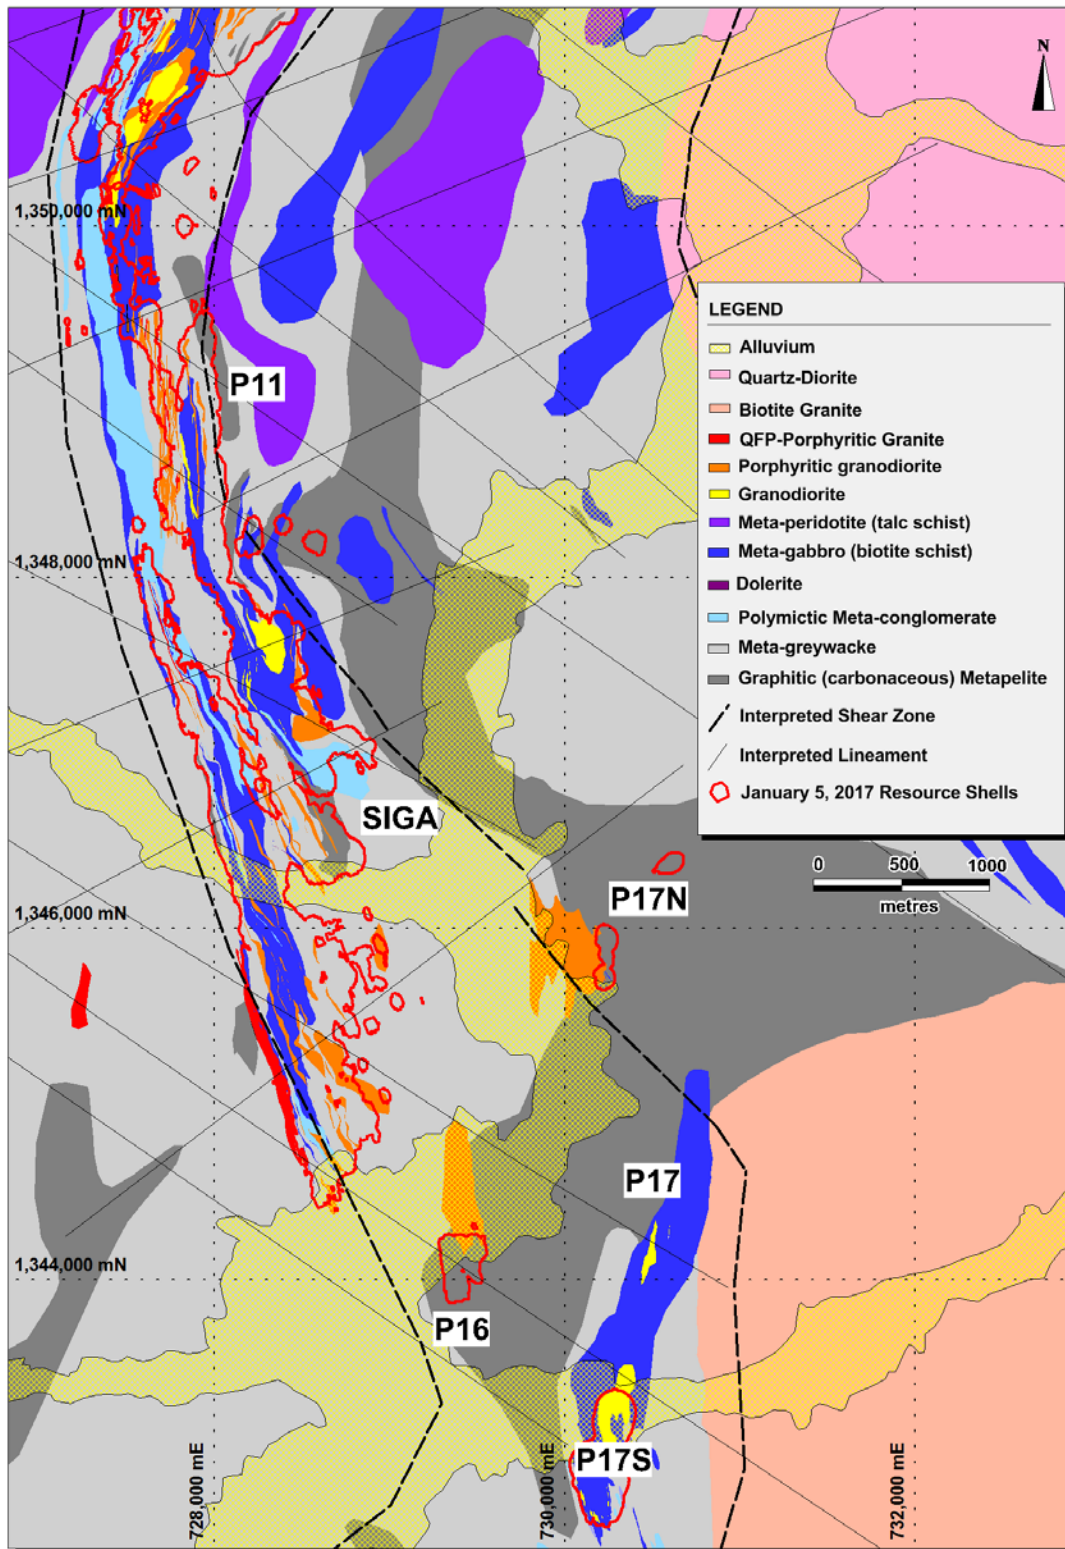 N
1,350,000 mN
P11
LEGEND
Alluvium
Quartz-Diorite
Biotite Granite
QFP-Porphyritic Granite
Porphyritic granodiorite
Granodiorite
Meta-peridotite (talc schist)
Meta-gabbro (biotite schist)
Dolerite
Polymictic Meta-conglomerate
Meta-greywacke
Graphitic (carbonaceous) Metapelite
Interpreted Shear Zone
Interpreted Lineament
January 5, 2017 Resource Shells
1,348,000 mN
SIGA
0 500 1000
metres
P17N
1,346,000 mN
P17
1,344,000 mN
P16
P17S
728,000 mE
730,000 mE
732,000 mE